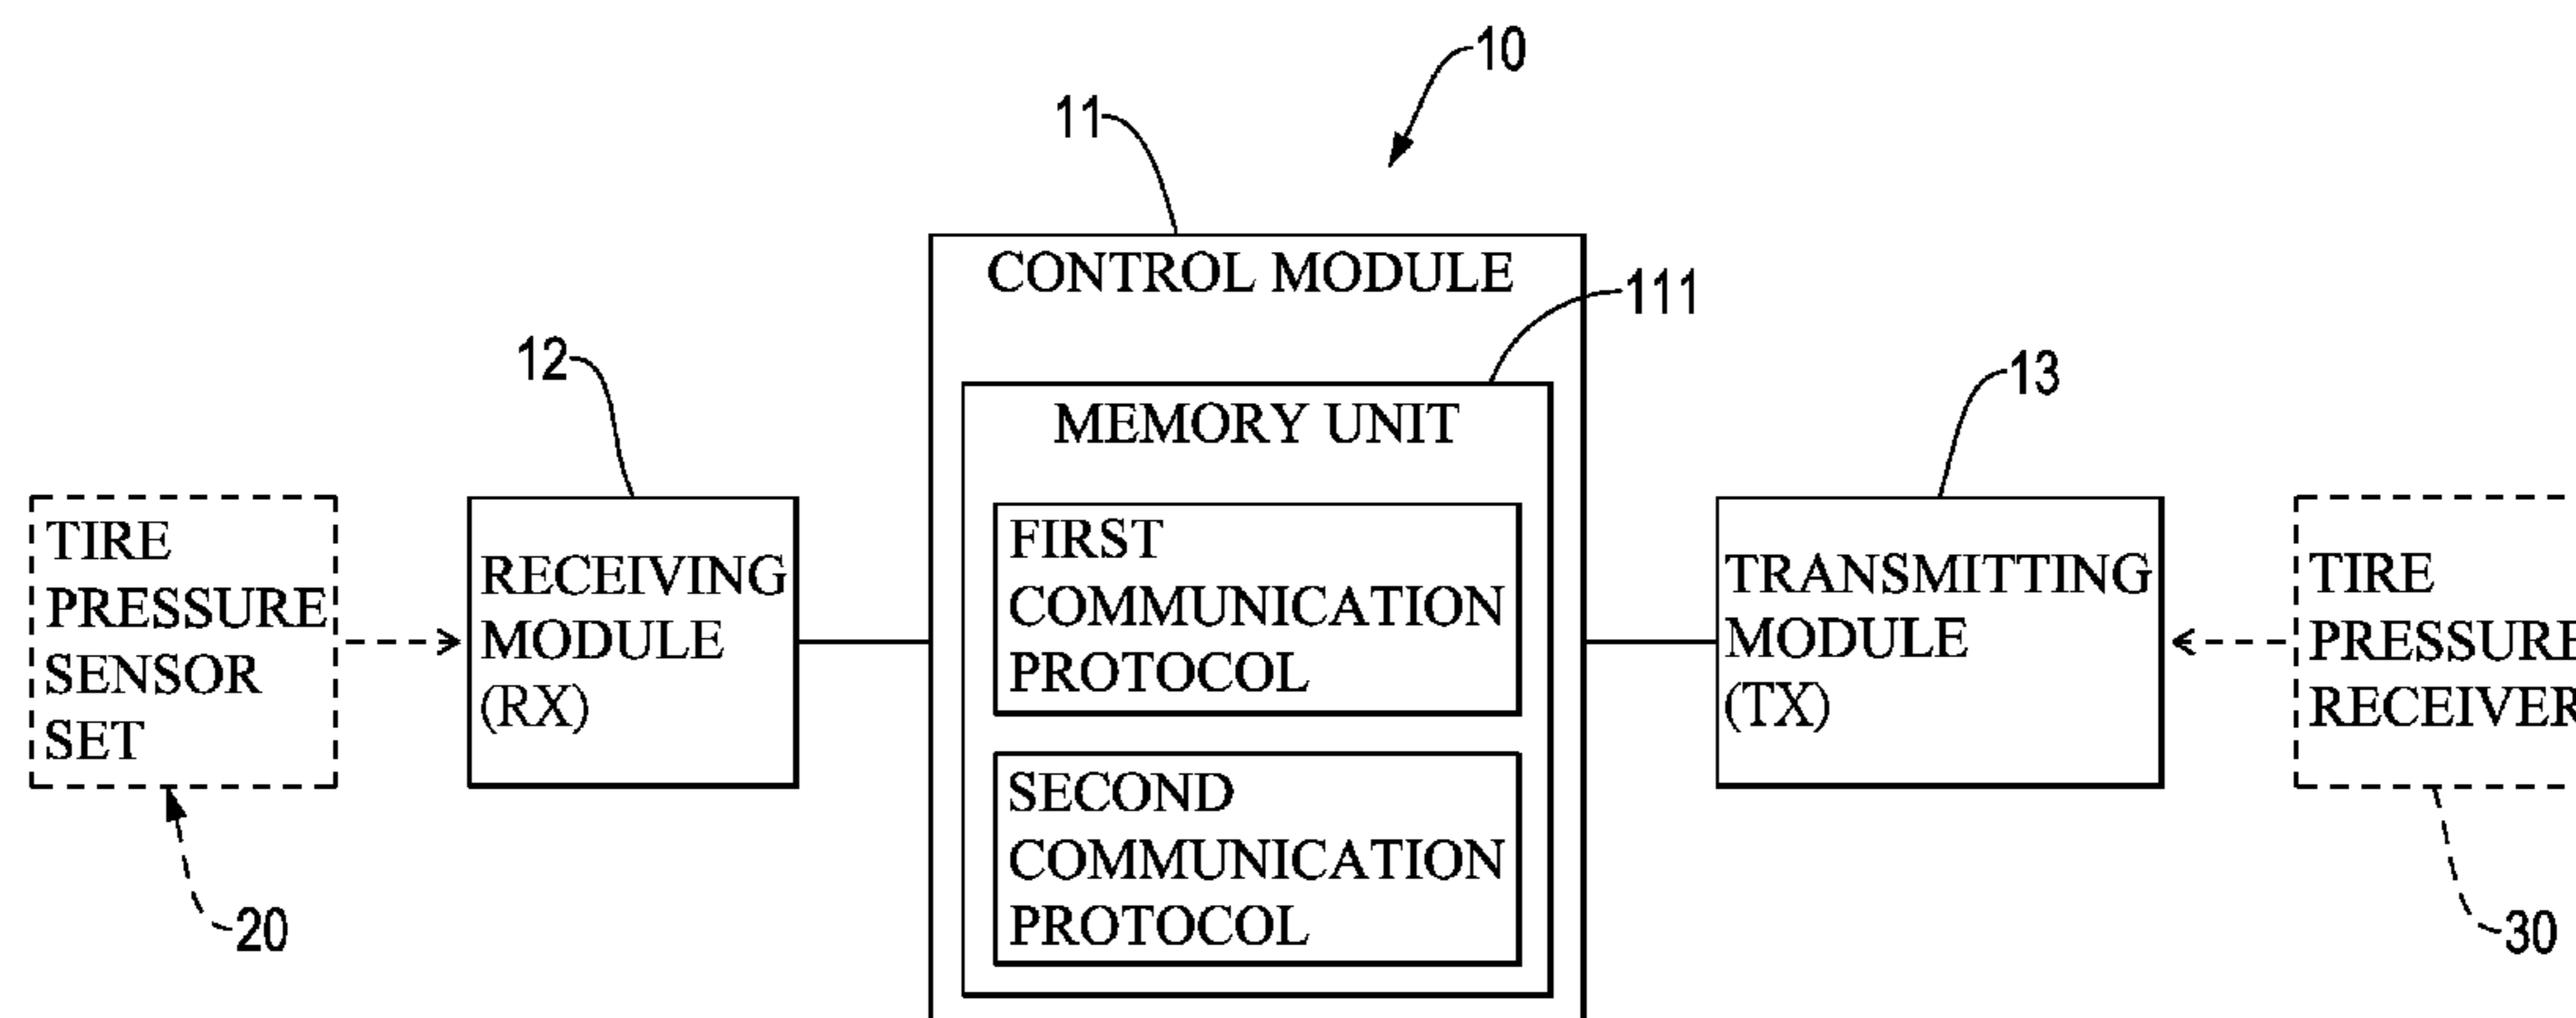 10
11
CONTROL MODULE
111
12
MEMORY UNIT
13
TIRE
PRESSURE
SENSOR
SET
RECEIVING
MODULE
(RX)
FIRST
COMMUNICATION
PROTOCOL
SECOND
COMMUNICATION
PROTOCOL
TRANSMITTING
MODULE
(TX)
TIRE
PRESSURE
RECEIVER
20
30